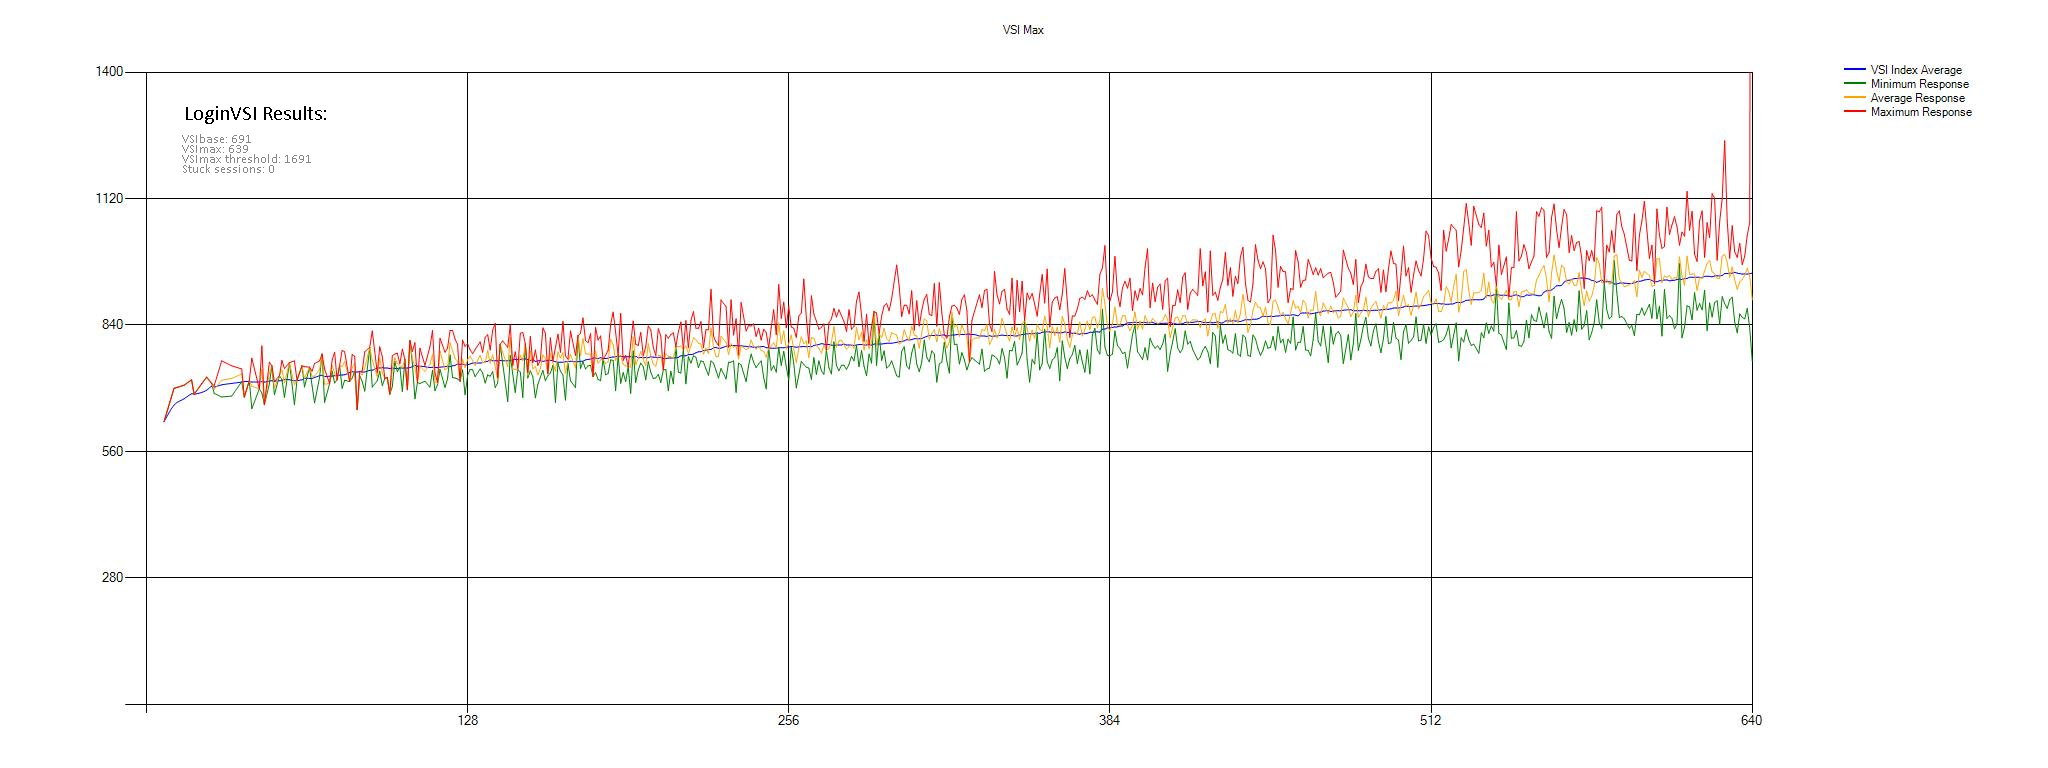 VSI Max
1400
1120
840
560
280
128
256
384
512
640
LoginVSI Results:
VSIbase: 691
VSImax: 639
VSImax threshold: 1691
Stuck sessions: 0
VSI Index Average
Minimum Response
Average Response
Maximum Response